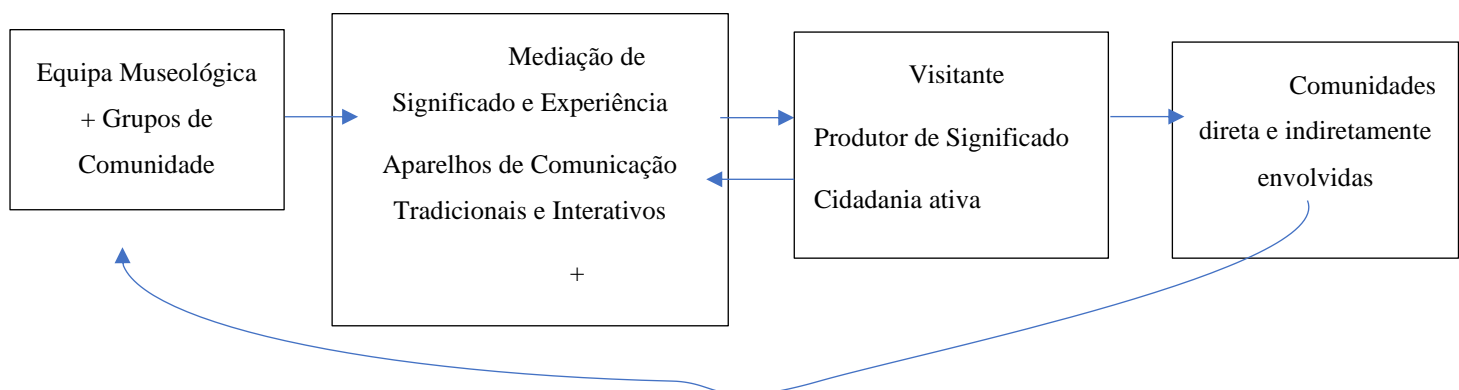 Equipa Museológica
+ Grupos de
Comunidade
Mediação de
Significado e Experiência
Aparelhos de Comunicação
Tradicionais e Interativos
+
Visitante
Produtor de Significado
Cidadania ativa
Comunidades
direta e indiretamente
envolvidas